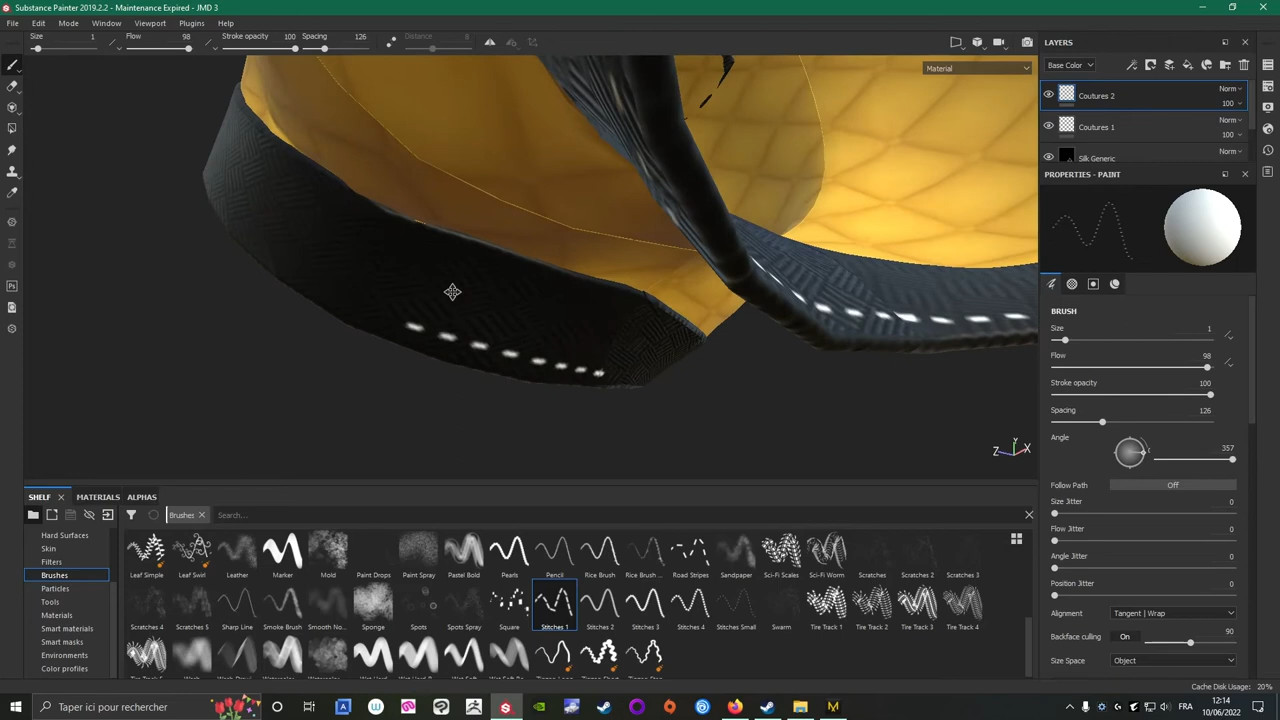 Substance Painter 2019.2.2 - Maintenance Expired - JMD 3
File Edit Mode Window Viewport Plugins Help
Size 1 Flow 98 Stroke opacity 100 Spacing 126 Distance 8
Material
LAYERS
Base Color
Norm
Coutures 2
100
Norm
Coutures 1
100
Norm
Silk Generic
PROPERTIES - PAINT
BRUSH
Size 1
Flow 98
Stroke opacity 100
Spacing 126
Angle
357
Follow Path Off
Size Jitter 0
Flow Jitter 0
Angle Jitter 0
Position Jitter 0
Alignment Tangent | Wrap
Backface culling On 90
Size Space Object
Z Y X
SHELF MATERIALS ALPHAS
Brushes Search...
Hard Surfaces
Skin
Filters
Brushes
Particles
Tools
Materials
Smart materials
Smart masks
Environments
Color profiles
Leaf Simple Leaf Swirl Leather Marker Mold Paint Drops Paint Spray Pastel Bold Pearls Pencil Rice Brush Rice Brush ... Road Stripes Sandpaper Sci-Fi Scales Sci-Fi Worm Scratches Scratches 2 Scratches 3
Scratches 4 Scratches 5 Sharp Line Smoke Brush Smooth No... Sponge Spots Spots Spray Square Stitches 1 Stitches 2 Stitches 3 Stitches 4 Stitches Small Swarm Tire Track 1 Tire Track 2 Tire Track 3 Tire Track 4
Cache Disk Usage: 20%
Taper ici pour rechercher
FRA
12:14
10/06/2022